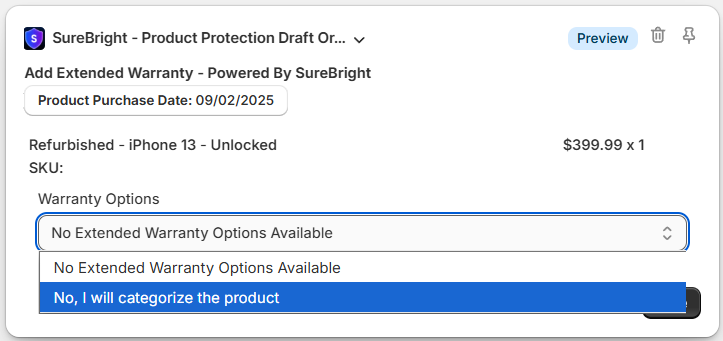 SureBright - Product Protection Draft Or...
Preview
Add Extended Warranty - Powered By SureBright
Product Purchase Date: 09/02/2025
Refurbished - iPhone 13 - Unlocked
$399.99 x 1
SKU:
Warranty Options
No Extended Warranty Options Available
No Extended Warranty Options Available
No, I will categorize the product